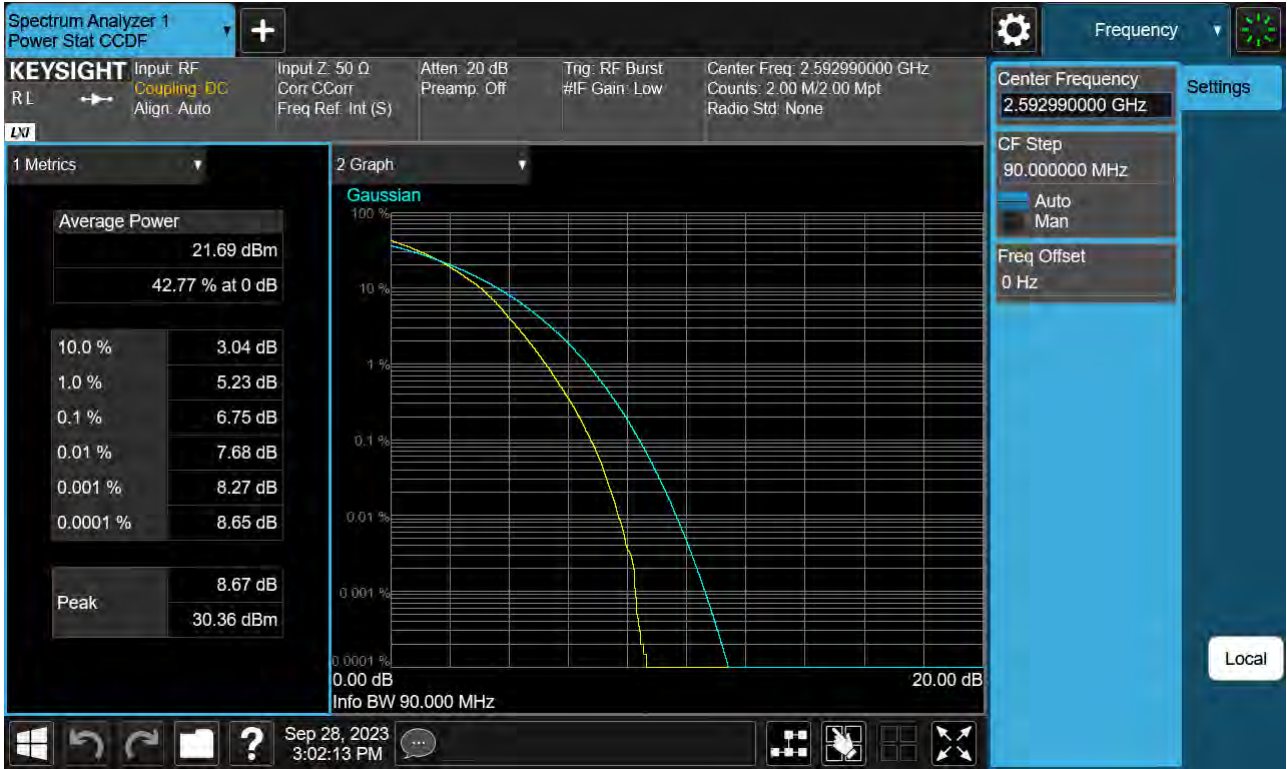 Spectrum Analyzer 1
Power Stat CCDF
+
Frequency
KEYSIGHT
R L
LXI
Input: RF
Coupling: DC
Align: Auto
Input Z: 50 Ω
Corr CCorr
Freq Ref: Int (S)
Atten: 20 dB
Preamp: Off
Trig: RF Burst
#IF Gain: Low
Center Freq: 2.592990000 GHz
Counts: 2.00 M/2.00 Mpt
Radio Std: None
Center Frequency
2.592990000 GHz
Settings
CF Step
90.000000 MHz
Auto
Man
Freq Offset
0 Hz
Local
1 Metrics
Average Power
21.69 dBm
42.77 % at 0 dB
10.0 % 3.04 dB
1.0 % 5.23 dB
0.1 % 6.75 dB
0.01 % 7.68 dB
0.001 % 8.27 dB
0.0001 % 8.65 dB
Peak
8.67 dB
30.36 dBm
2 Graph
Gaussian
100 %
10 %
1 %
0.1 %
0.01 %
0.001 %
0.0001 %
0.00 dB 20.00 dB
Info BW 90.000 MHz
?
Sep 28, 2023
3:02:13 PM